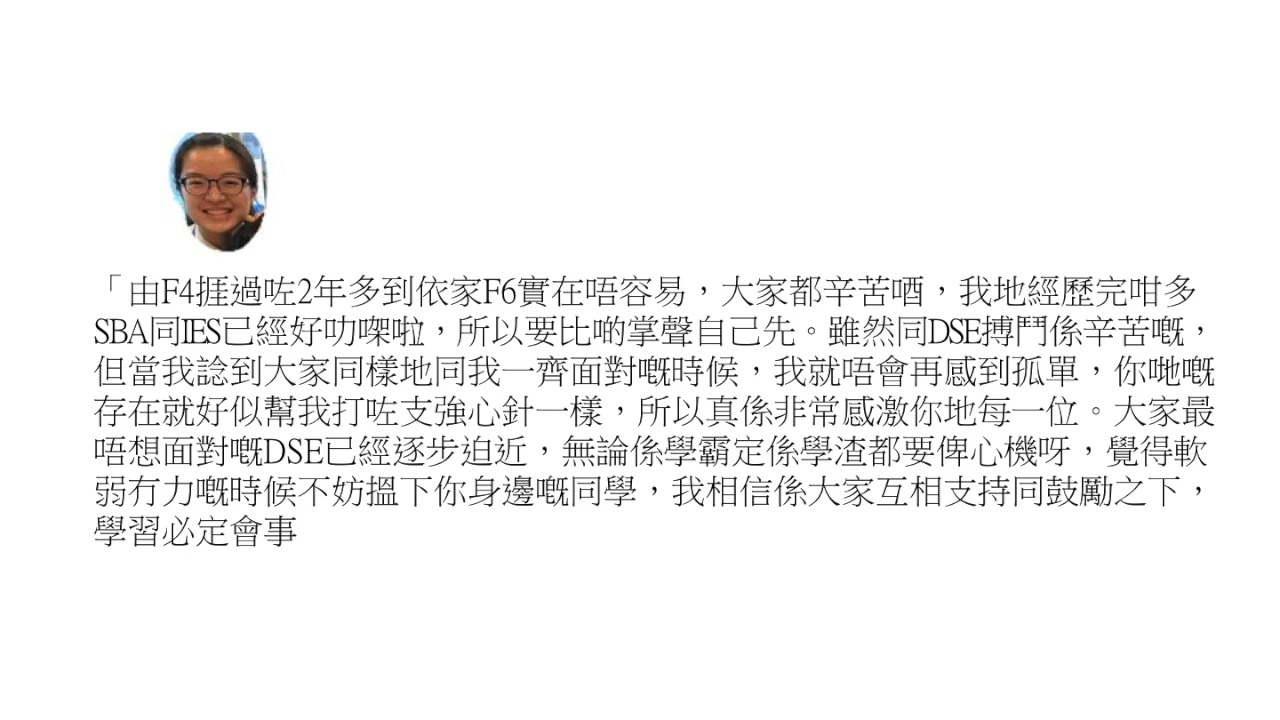 「由F4捱過咗2年多到依家F6實在唔容易，大家都辛苦哂，我地經歷完咁多
SBA同IES已經好叻㗎啦，所以要比啲掌聲自己先。雖然同DSE搏鬥係辛苦嘅，
但當我諗到大家同樣地同我一齊面對嘅時候，我就唔會再感到孤單，你哋嘅
存在就好似幫我打咗支強心針一樣，所以真係非常感激你地每一位。大家最
唔想面對嘅DSE已經逐步迫近，無論係學霸定係學渣都要俾心機呀，覺得軟
弱冇力嘅時候不妨搵下你身邊嘅同學，我相信係大家互相支持同鼓勵之下，
學習必定會事